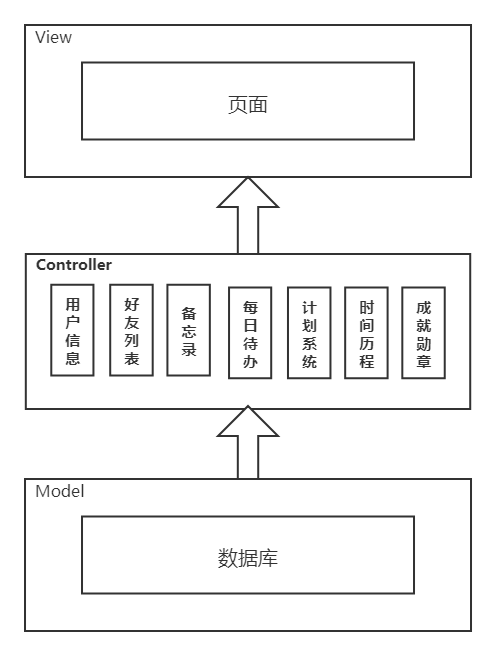 View
页面
Controller
用户信息
好友列表
备忘录
每日待办
计划系统
时间历程
成就勋章
Model
数据库